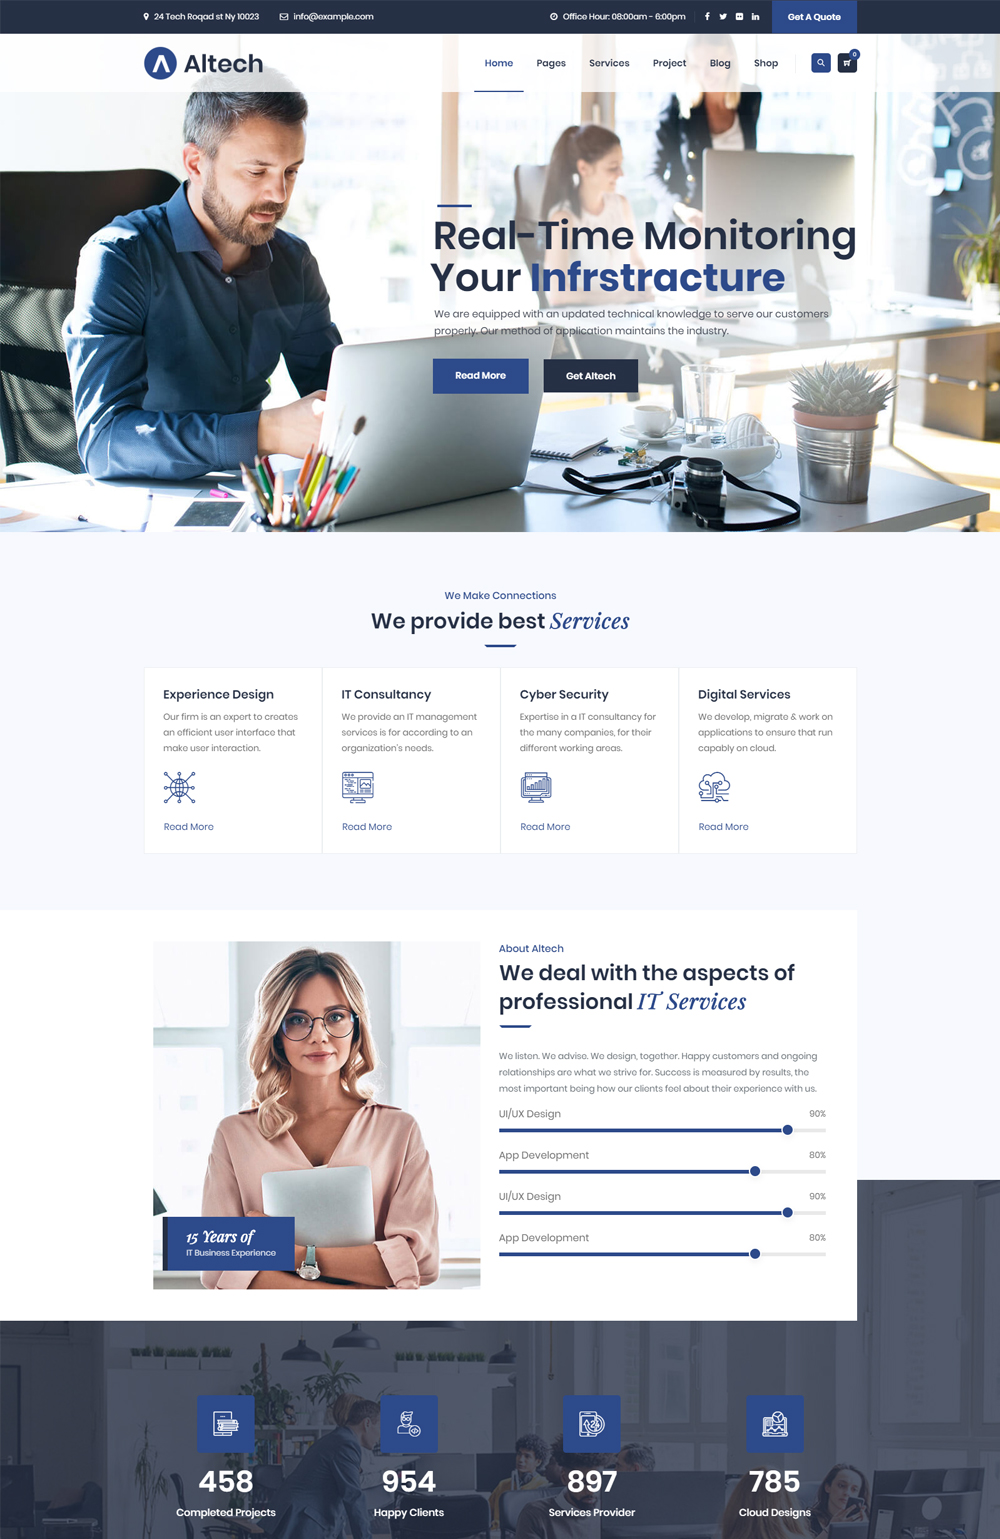 24 Tech Roqad st Ny 10023
info@example.com
Office Hour: 08:00am - 6:00pm
Get A Quote
Altech
Home
Pages
Services
Project
Blog
Shop
0
Real-Time Monitoring
Your Infrstracture
We are equipped with an updated technical knowledge to serve our customers
properly. Our method of application maintains the industry.
Read More
Get Altech
We Make Connections
We provide best Services
Experience Design
Our firm is an expert to creates
an efficient user interface that
make user interaction.
Read More
IT Consultancy
We provide an IT management
services is for according to an
organization's needs.
Read More
Cyber Security
Expertise in a IT consultancy for
the many companies, for their
different working areas.
Read More
Digital Services
We develop, migrate & work on
applications to ensure that run
capably on cloud.
Read More
15 Years of
IT Business Experience
About Altech
We deal with the aspects of
professional IT Services
We listen. We advise. We design, together. Happy customers and ongoing
relationships are what we strive for. Success is measured by results, the
most important being how our clients feel about their experience with us.
UI/UX Design 90%
App Development 80%
UI/UX Design 90%
App Development 80%
458
Completed Projects
954
Happy Clients
897
Services Provider
785
Cloud Designs